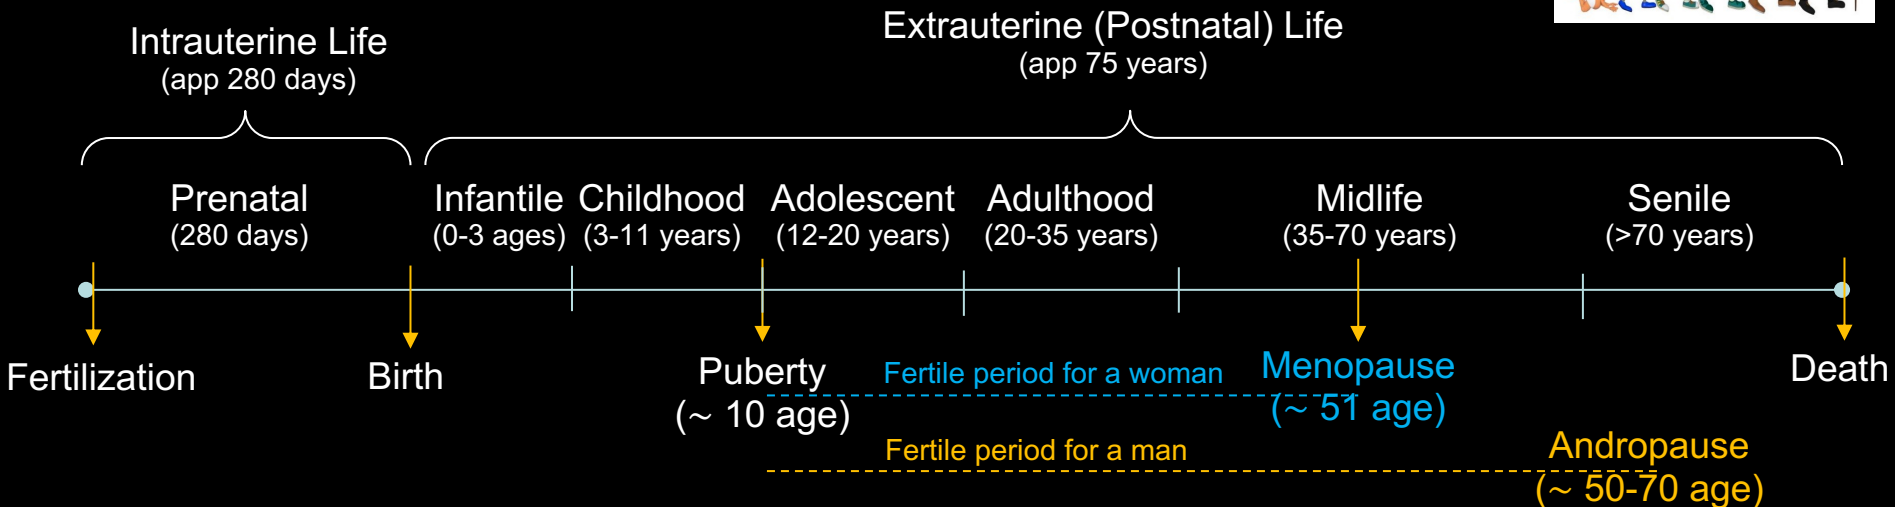 Intrauterine Life
(app 280 days)
Extrauterine (Postnatal) Life
(app 75 years)
Prenatal
(280 days)
Infantile
(0-3 ages)
Childhood
(3-11 years)
Adolescent
(12-20 years)
Adulthood
(20-35 years)
Midlife
(35-70 years)
Senile
(>70 years)
Fertilization
Birth
Puberty
(~ 10 age)
Fertile period for a woman
Menopause
(~ 51 age)
Death
Fertile period for a man
Andropause
(~ 50-70 age)